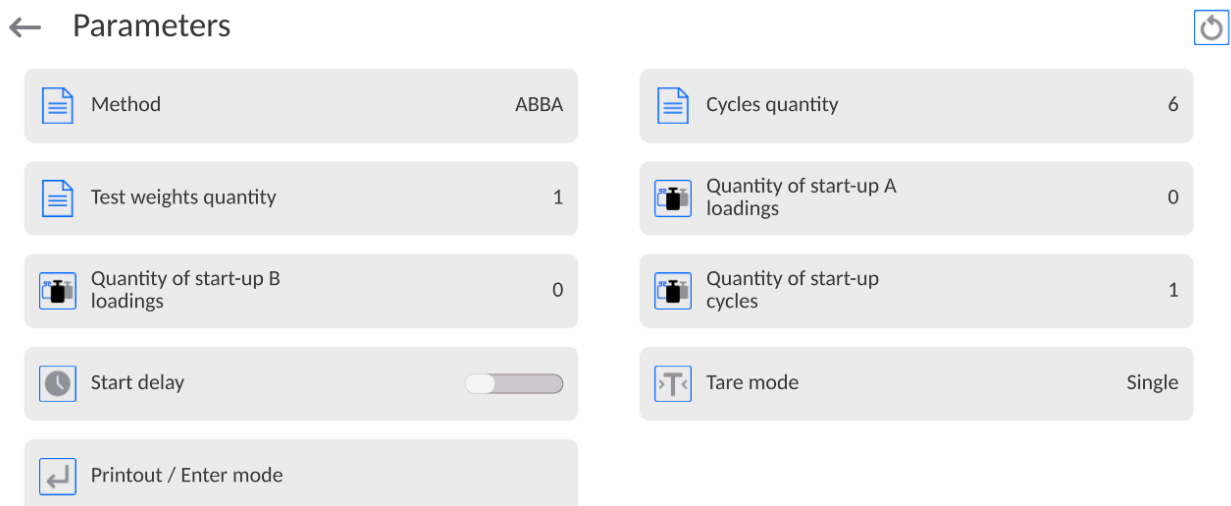 Parameters
Method ABBA
Cycles quantity 6
Test weights quantity 1
Quantity of start-up A
loadings 0
Quantity of start-up B
loadings 0
Quantity of start-up
cycles 1
Start delay
>T< Tare mode Single
Printout / Enter mode